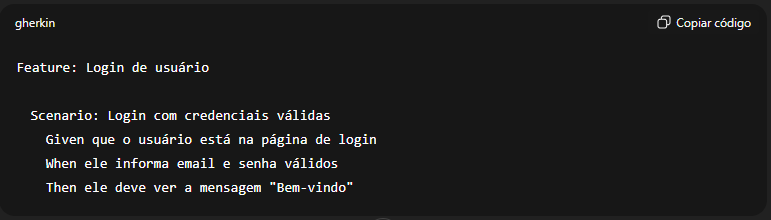 gherkin
Copiar código
Feature: Login de usuário
Scenario: Login com credenciais válidas
Given que o usuário está na página de login
When ele informa email e senha válidos
Then ele deve ver a mensagem "Bem-vindo"